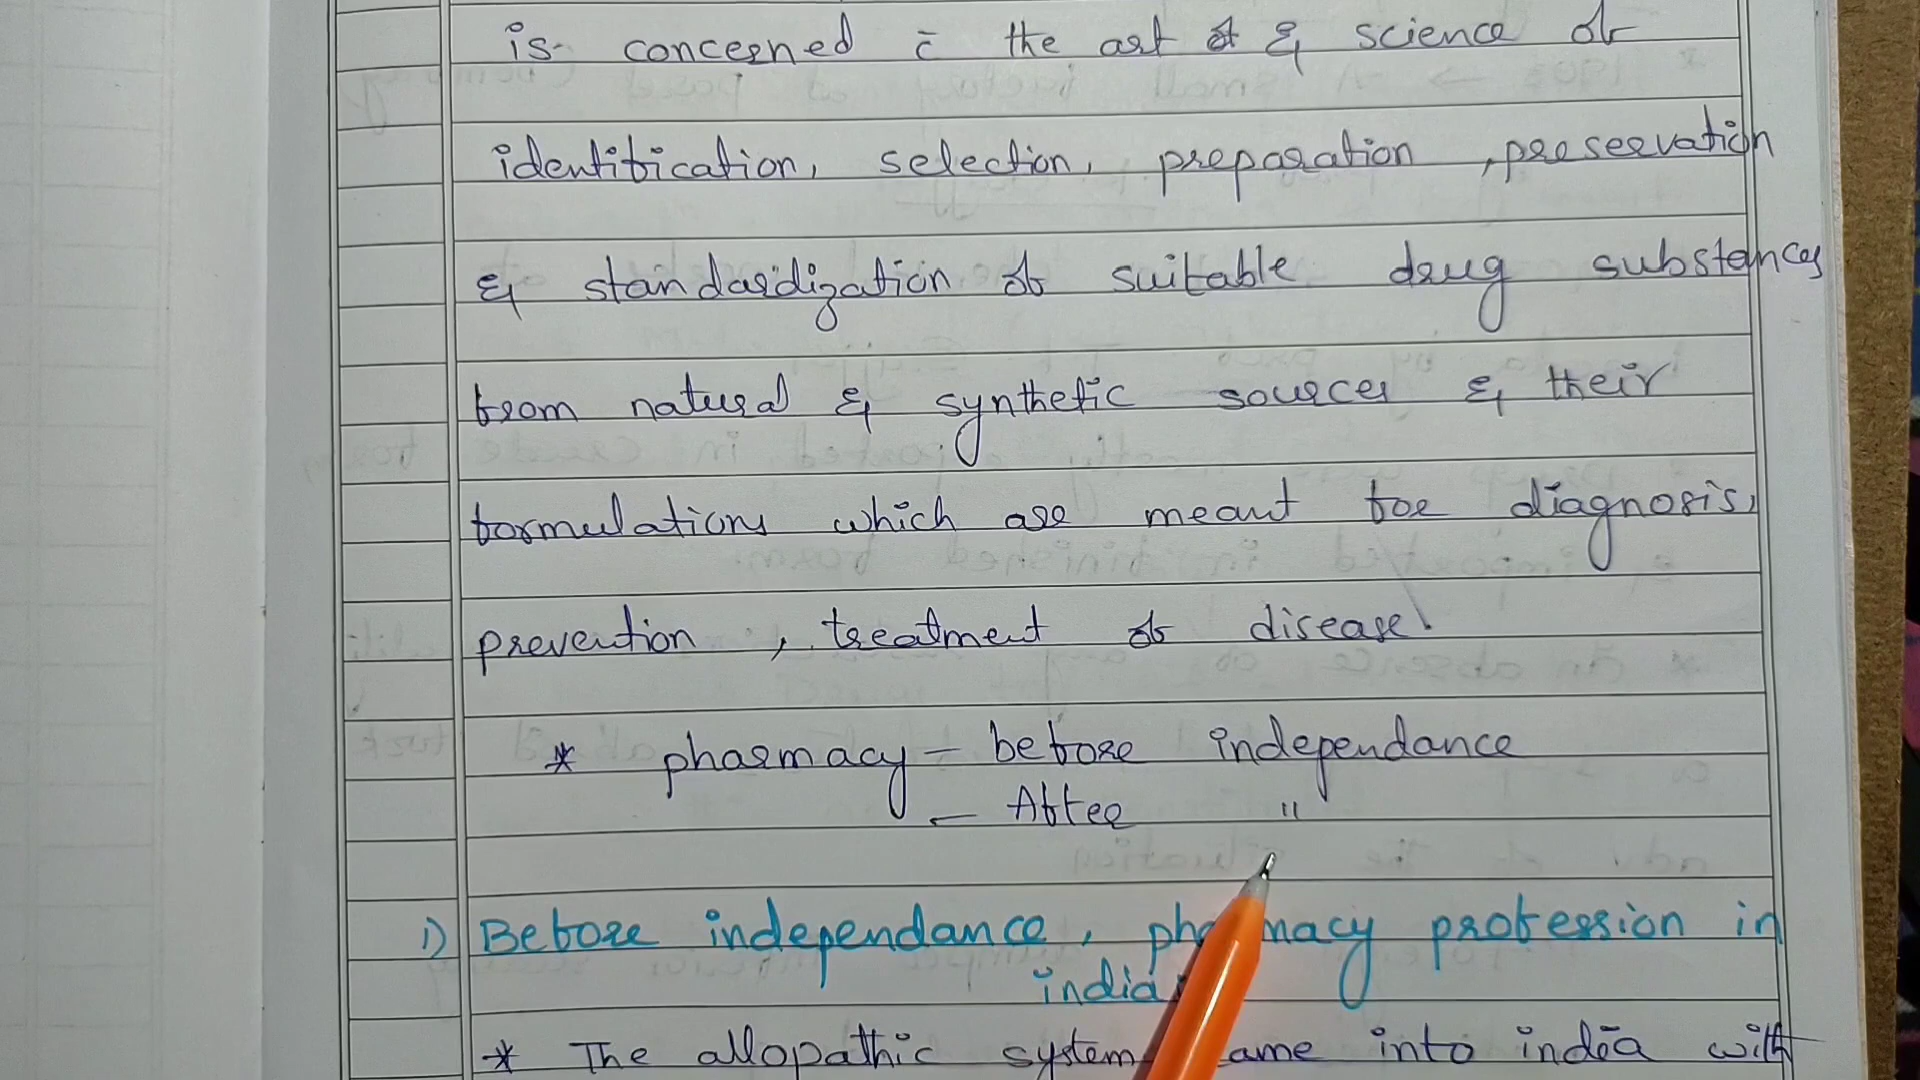 is concerned c̄ the art & science of
identification, selection, preparation, preservation
& standardization of suitable drug substances
from natural & synthetic sources & their
formulations which are meant for diagnosis,
prevention, treatment of disease.
* pharmacy - before independance
- After "
1) Before independance, pharmacy profession in
india
* The allopathic system came into india with